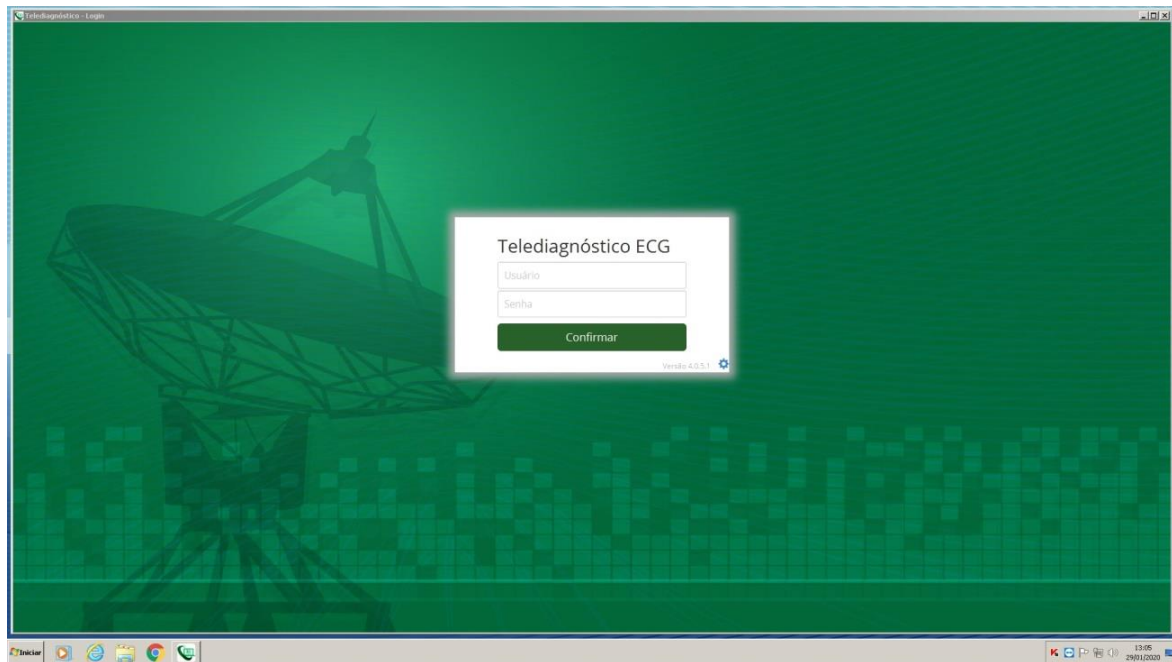 Telediagnóstico - Login
Telediagnóstico ECG
Usuário
Senha
Confirmar
Versão 4.0.5.1
Iniciar
K
13:05
29/01/2020